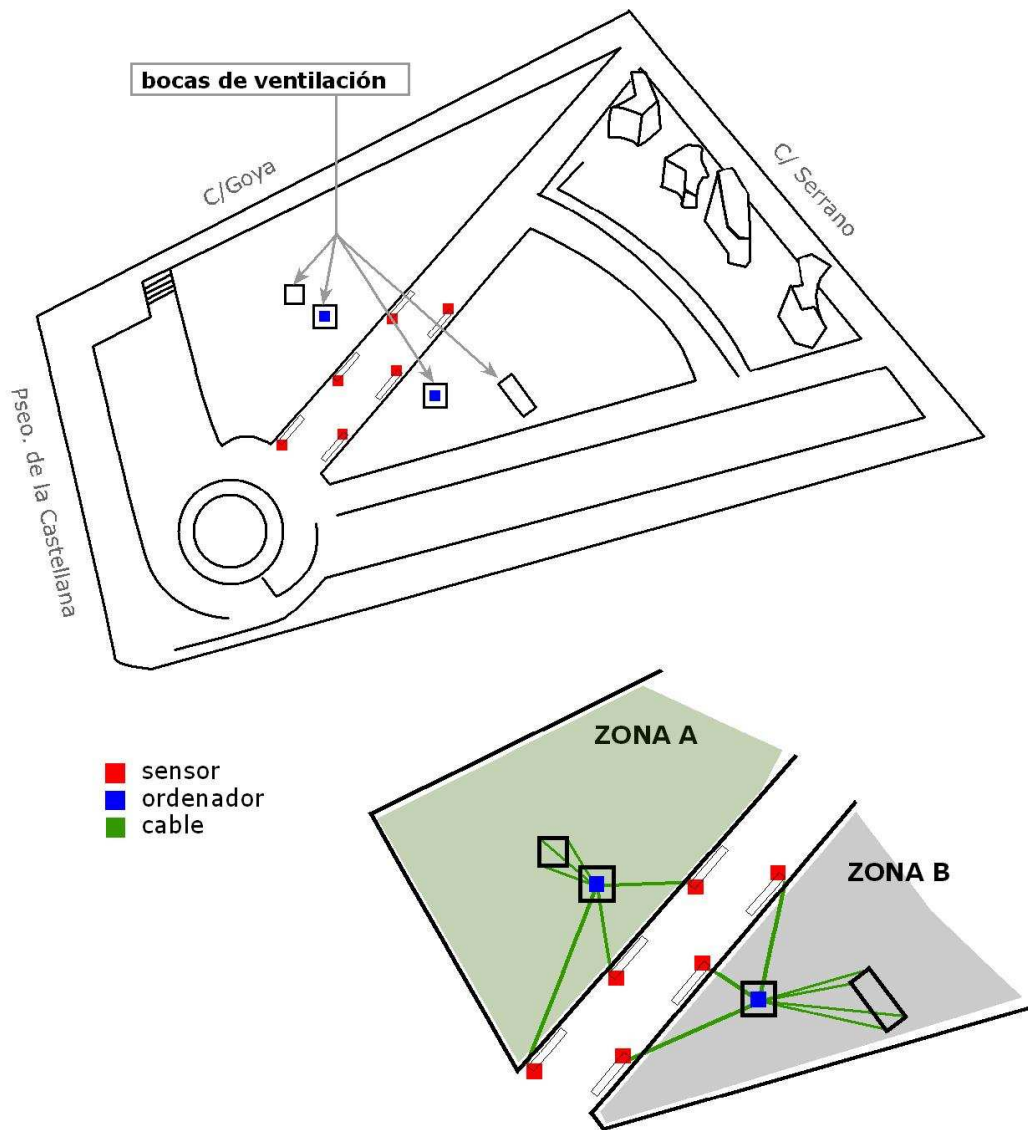 bocas de ventilación
C/Goya
C/ Serrano
Pseo. de la Castellana
ZONA A
sensor
ordenador
cable
ZONA B